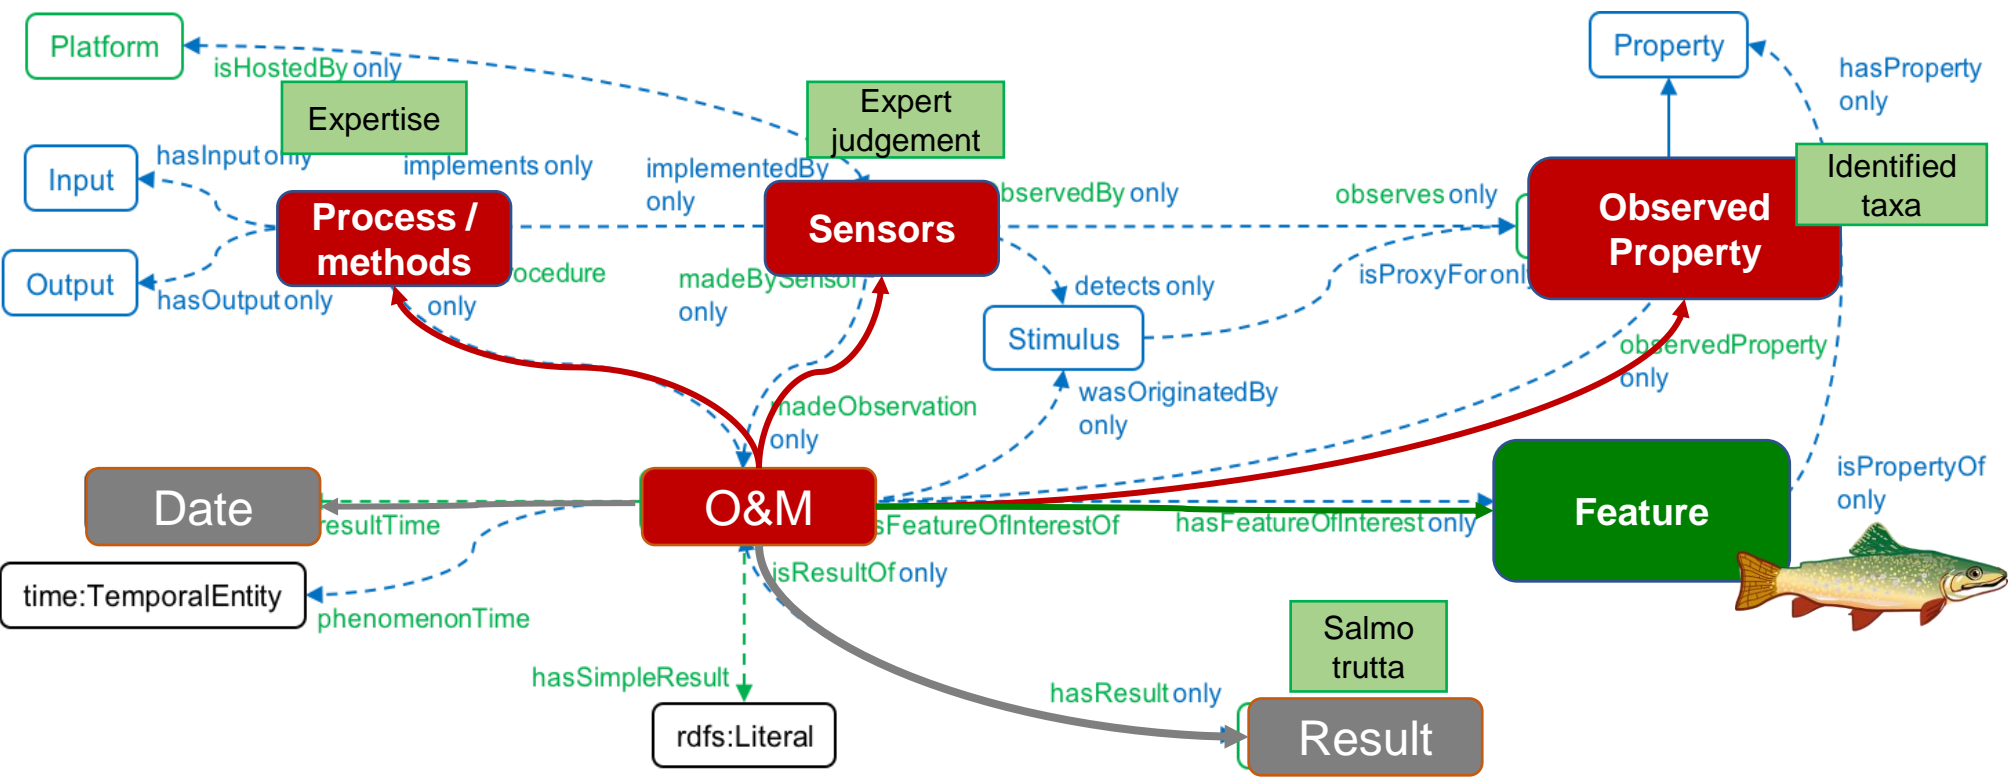 Platform
isHostedBy only
Expertise
Expert
judgement
Property
hasProperty
only
Input
hasInput only
implements only
implementedBy
only
Identified
taxa
Process /
methods
Sensors
observedBy only
observes only
Observed
Property
Output
hasOutput only
ocedure
only
madeBySensor
only
detects only
isProxyFor only
Stimulus
observedProperty
only
wasOriginatedBy
only
madeObservation
only
isPropertyOf
only
Date
resultTime
O&M
sFeatureOfInterestOf
hasFeatureOfInterest only
Feature
time:TemporalEntity
phenomenonTime
isResultOf only
Salmo
trutta
hasSimpleResult
hasResult only
rdfs:Literal
Result